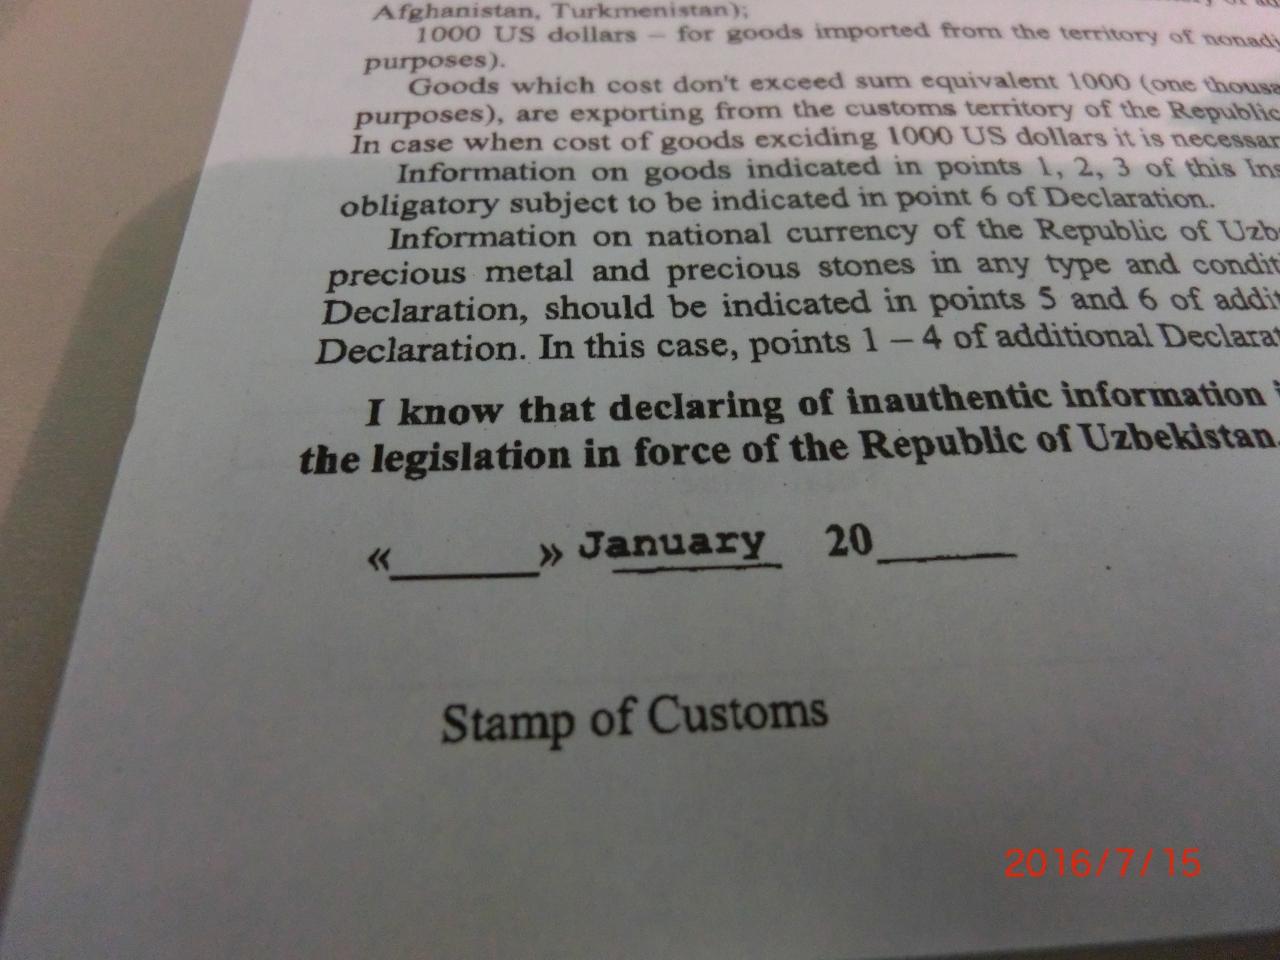 Afghanistan, Turkmenistan);
1000 US dollars – for goods imported from the territory of
purposes).
Goods which cost don't exceed sum equivalent 1000 (one
purposes), are exporting from the customs territory of the Republic
In case when cost of goods exciding 1000 US dollars it is
Information on goods indicated in points 1, 2, 3 of this
obligatory subject to be indicated in point 6 of Declaration.
Information on national currency of the Republic of
precious metal and precious stones in any type and
Declaration, should be indicated in points 5 and 6 of
Declaration. In this case, points 1 – 4 of additional
I know that declaring of inauthentic information
the legislation in force of the Republic of Uzbekistan.
«______» January 20______
Stamp of Customs
2016/7/15